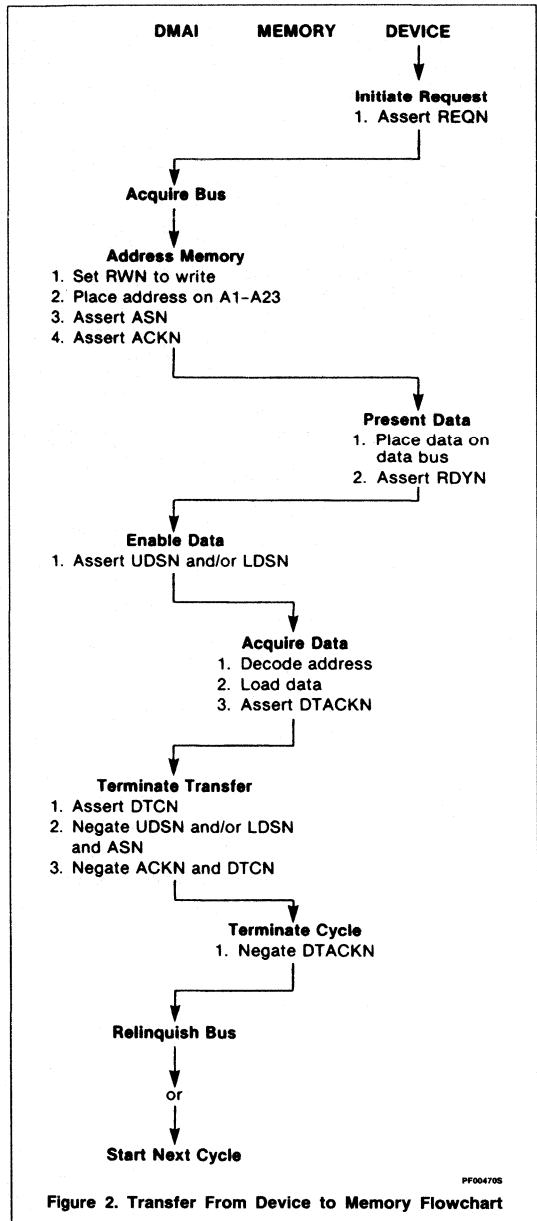 DMAI MEMORY DEVICE
Initiate Request
1. Assert REQN
Acquire Bus
Address Memory
1. Set RWN to write
2. Place address on A1-A23
3. Assert ASN
4. Assert ACKN
Present Data
1. Place data on
data bus
2. Assert RDYN
Enable Data
1. Assert UDSN and/or LDSN
Acquire Data
1. Decode address
2. Load data
3. Assert DTACKN
Terminate Transfer
1. Assert DTCN
2. Negate UDSN and/or LDSN
and ASN
3. Negate ACKN and DTCN
Terminate Cycle
1. Negate DTACKN
Relinquish Bus
or
Start Next Cycle
PF00470S
Figure 2. Transfer From Device to Memory Flowchart